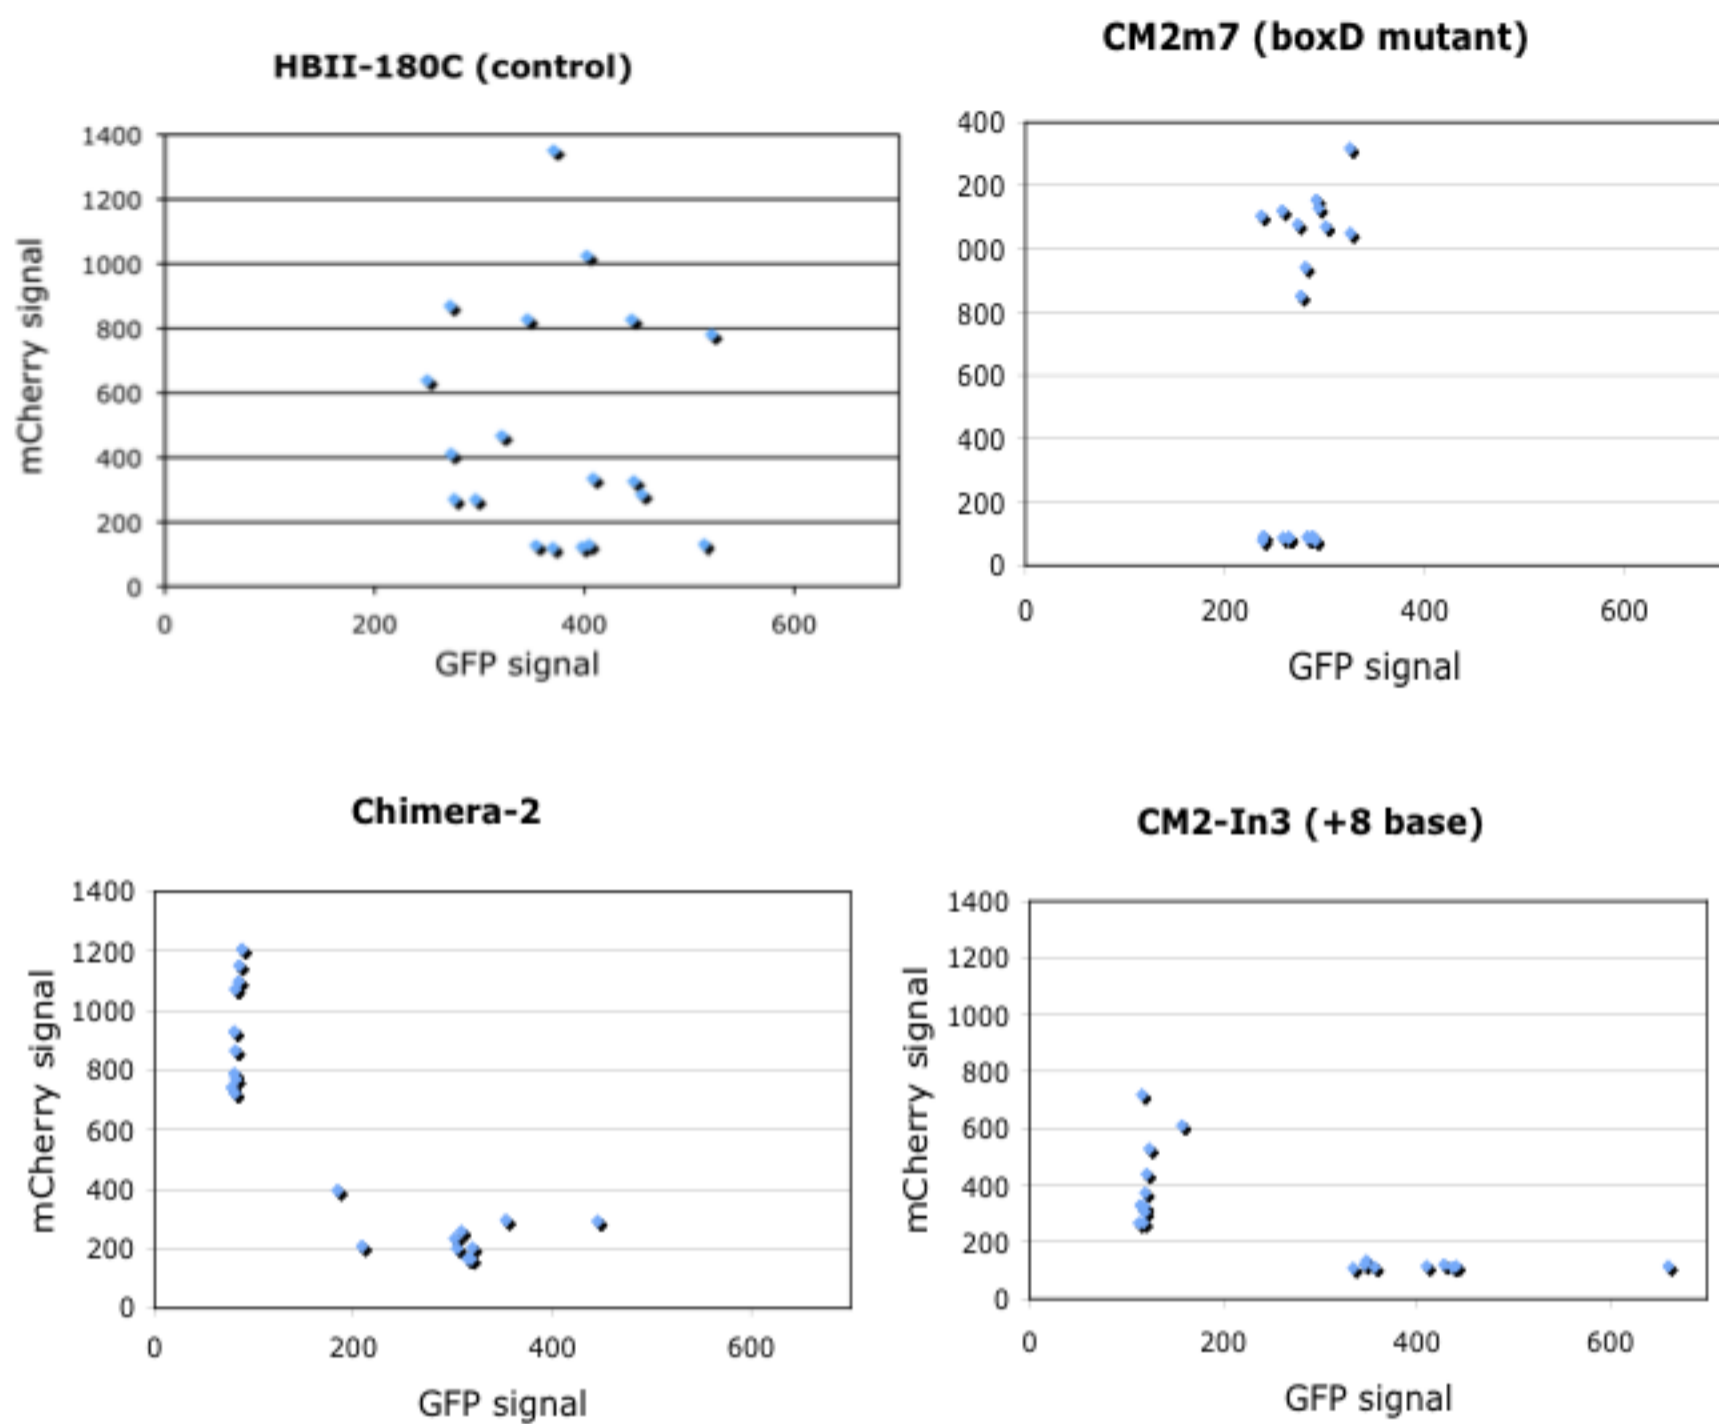 HBII-180C (control)
1400
1200
1000
800
600
400
200
0
mCherry signal
0 200 400 600
GFP signal
CM2m7 (boxD mutant)
400
200
000
800
600
400
200
0
0 200 400 600
GFP signal
Chimera-2
1400
1200
1000
800
600
400
200
0
mCherry signal
0 200 400 600
GFP signal
CM2-In3 (+8 base)
1400
1200
1000
800
600
400
200
0
mCherry signal
0 200 400 600
GFP signal